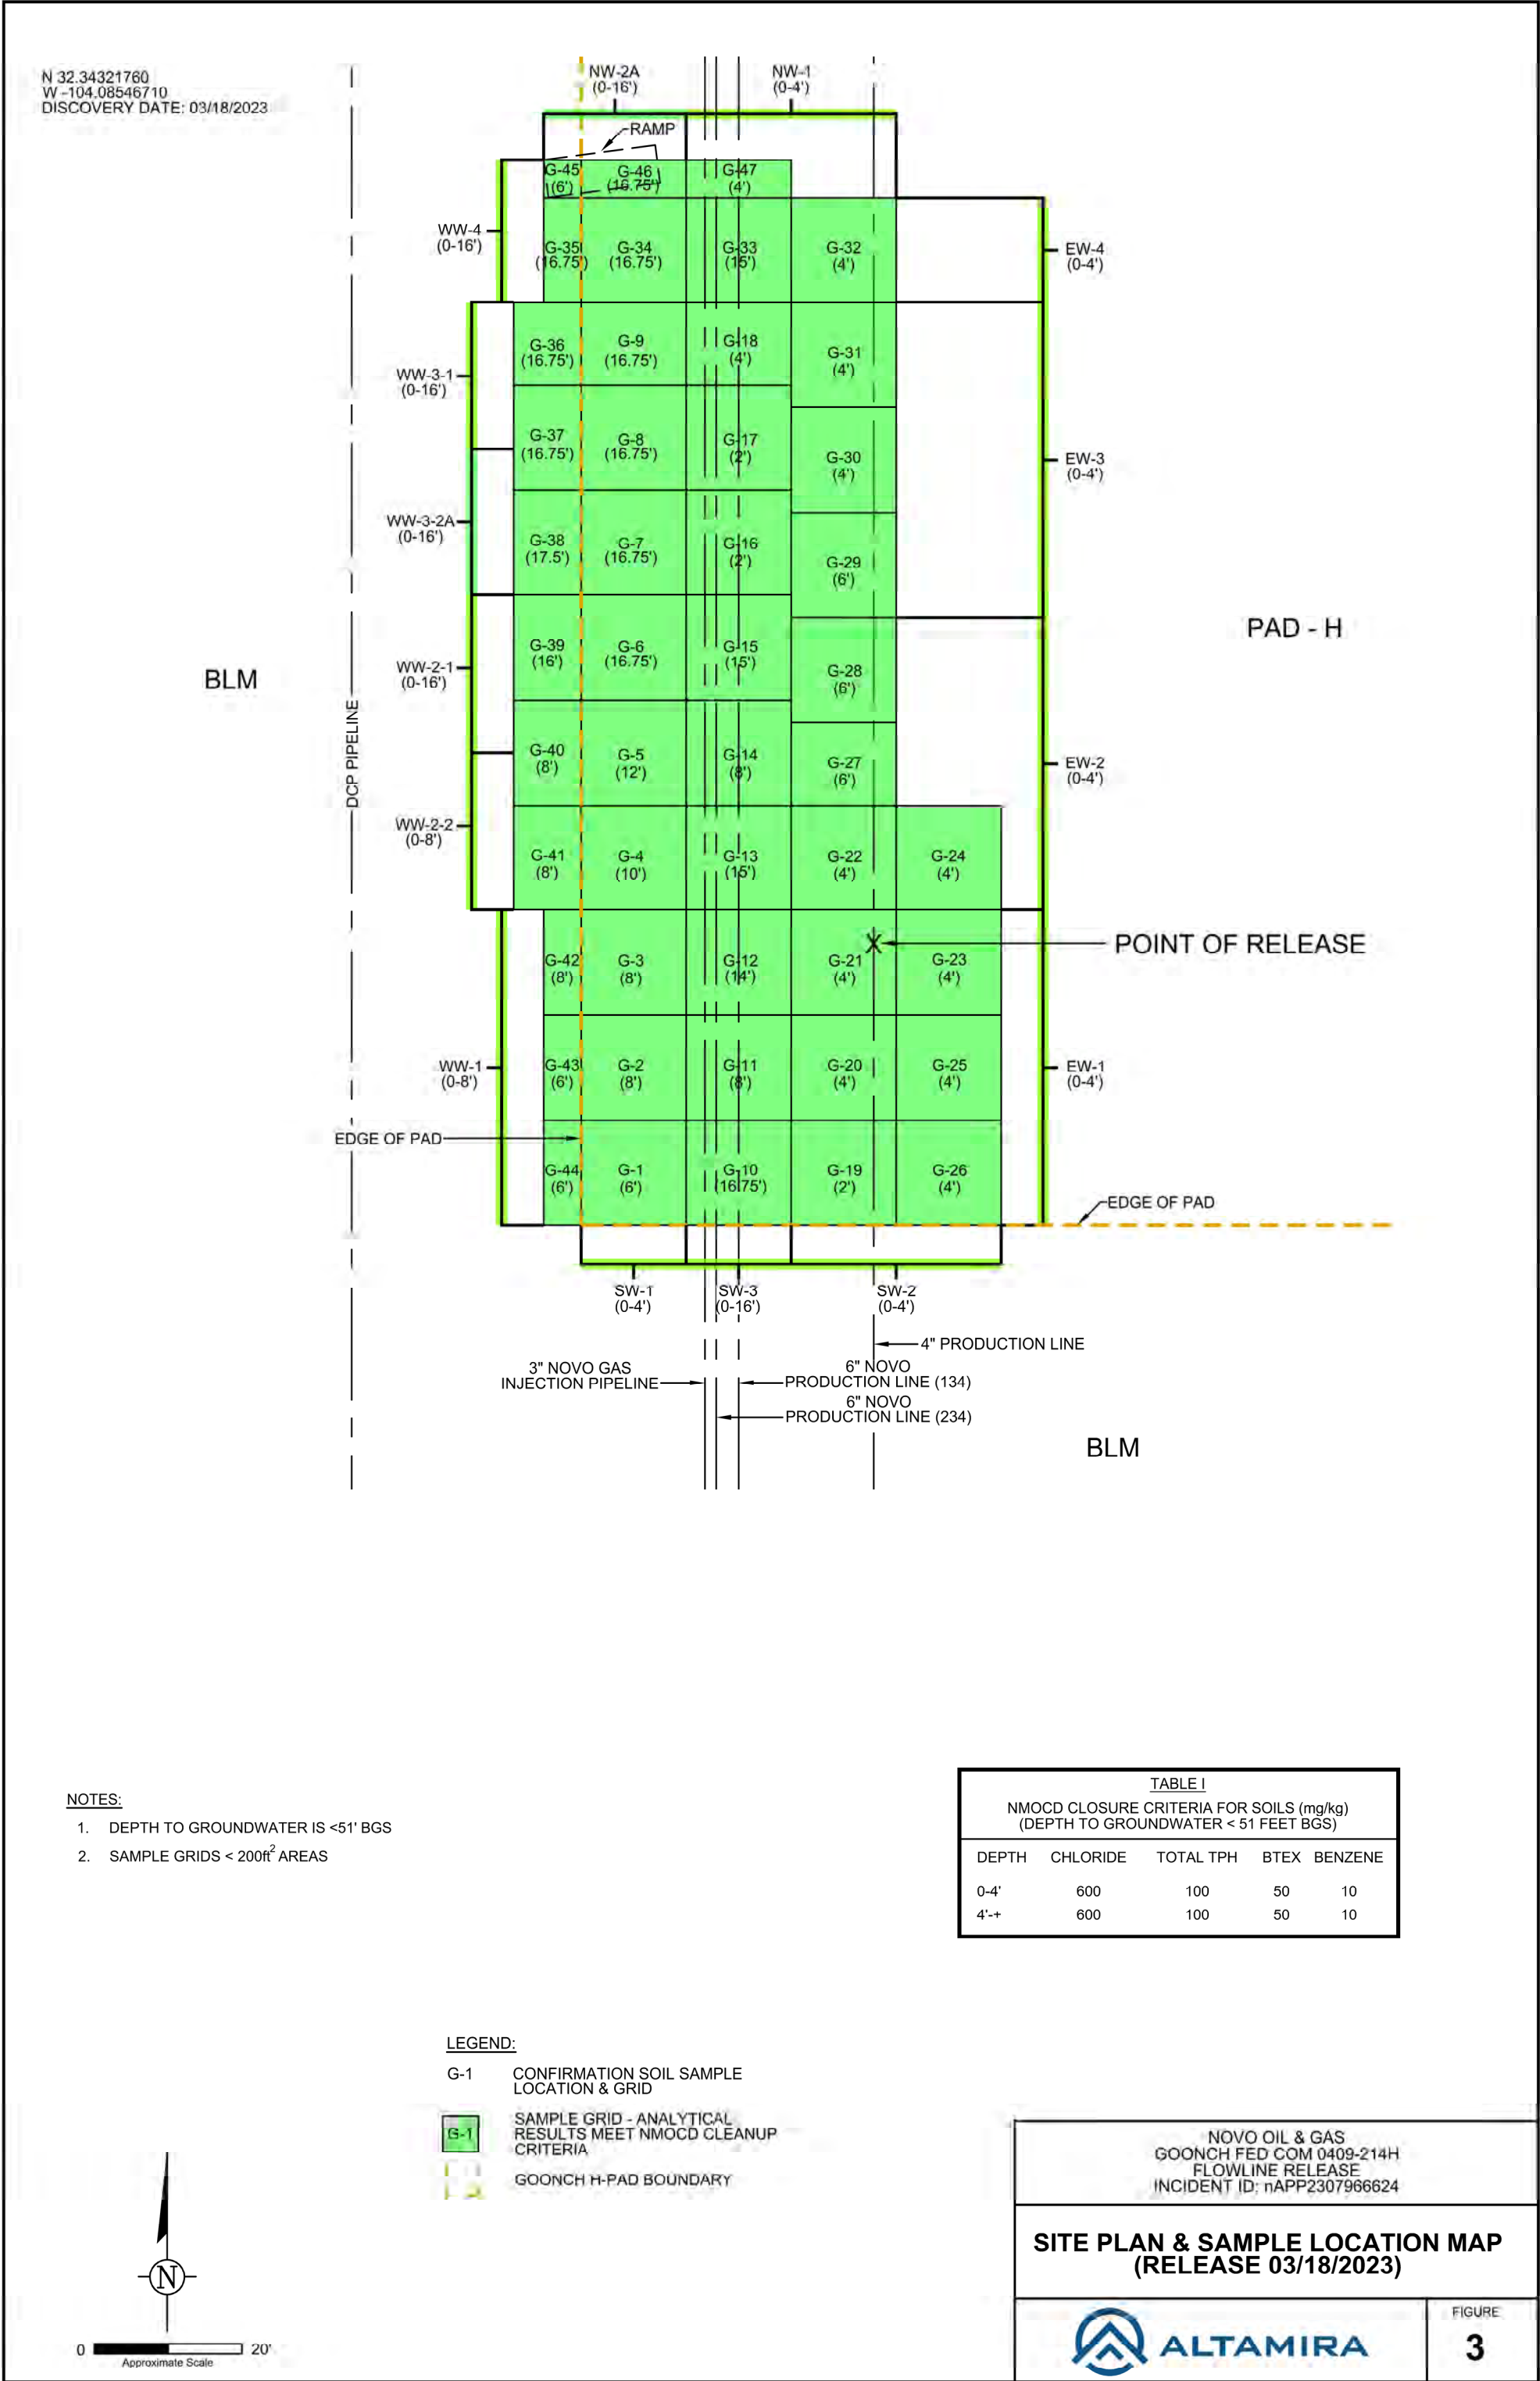 N 32.34321760
W -104.08546710
DISCOVERY DATE: 03/18/2023
NW-2A
(0-16')
NW-1
(0-4')
RAMP
G-45
(6')
G-46
(16.75')
G-47
(4')
WW-4
(0-16')
G-35
(16.75')
G-34
(16.75')
G-33
(15')
G-32
(4')
EW-4
(0-4')
WW-3-1
(0-16')
G-36
(16.75')
G-9
(16.75')
G-18
(4')
G-31
(4')
G-37
(16.75')
G-8
(16.75')
G-17
(2')
G-30
(4')
EW-3
(0-4')
WW-3-2A
(0-16')
G-38
(17.5')
G-7
(16.75')
G-16
(2')
G-29
(6')
PAD - H
BLM
DCP PIPELINE
WW-2-1
(0-16')
G-39
(16')
G-6
(16.75')
G-15
(15')
G-28
(6')
G-40
(8')
G-5
(12')
G-14
(8')
G-27
(6')
EW-2
(0-4')
WW-2-2
(0-8')
G-41
(8')
G-4
(10')
G-13
(15')
G-22
(4')
G-24
(4')
G-42
(8')
G-3
(8')
G-12
(14')
G-21
(4')
X
G-23
(4')
POINT OF RELEASE
WW-1
(0-8')
G-43
(6')
G-2
(8')
G-11
(8')
G-20
(4')
G-25
(4')
EW-1
(0-4')
EDGE OF PAD
G-44
(6')
G-1
(6')
G-10
(16.75')
G-19
(2')
G-26
(4')
EDGE OF PAD
SW-1
(0-4')
SW-3
(0-16')
SW-2
(0-4')
4" PRODUCTION LINE
3" NOVO GAS
INJECTION PIPELINE
6" NOVO
PRODUCTION LINE (134)
6" NOVO
PRODUCTION LINE (234)
BLM
NOTES:
1. DEPTH TO GROUNDWATER IS <51' BGS
2. SAMPLE GRIDS < 200ft² AREAS
TABLE I
NMOCD CLOSURE CRITERIA FOR SOILS (mg/kg)
(DEPTH TO GROUNDWATER < 51 FEET BGS)
DEPTH CHLORIDE TOTAL TPH BTEX BENZENE
0-4' 600 100 50 10
4'-+ 600 100 50 10
LEGEND:
G-1 CONFIRMATION SOIL SAMPLE
LOCATION & GRID
G-1 SAMPLE GRID - ANALYTICAL
RESULTS MEET NMOCD CLEANUP
CRITERIA
GOONCH H-PAD BOUNDARY
N
0 20'
Approximate Scale
NOVO OIL & GAS
GOONCH FED COM 0409-214H
FLOWLINE RELEASE
INCIDENT ID: nAPP2307966624
SITE PLAN & SAMPLE LOCATION MAP
(RELEASE 03/18/2023)
ALTAMIRA
FIGURE
3